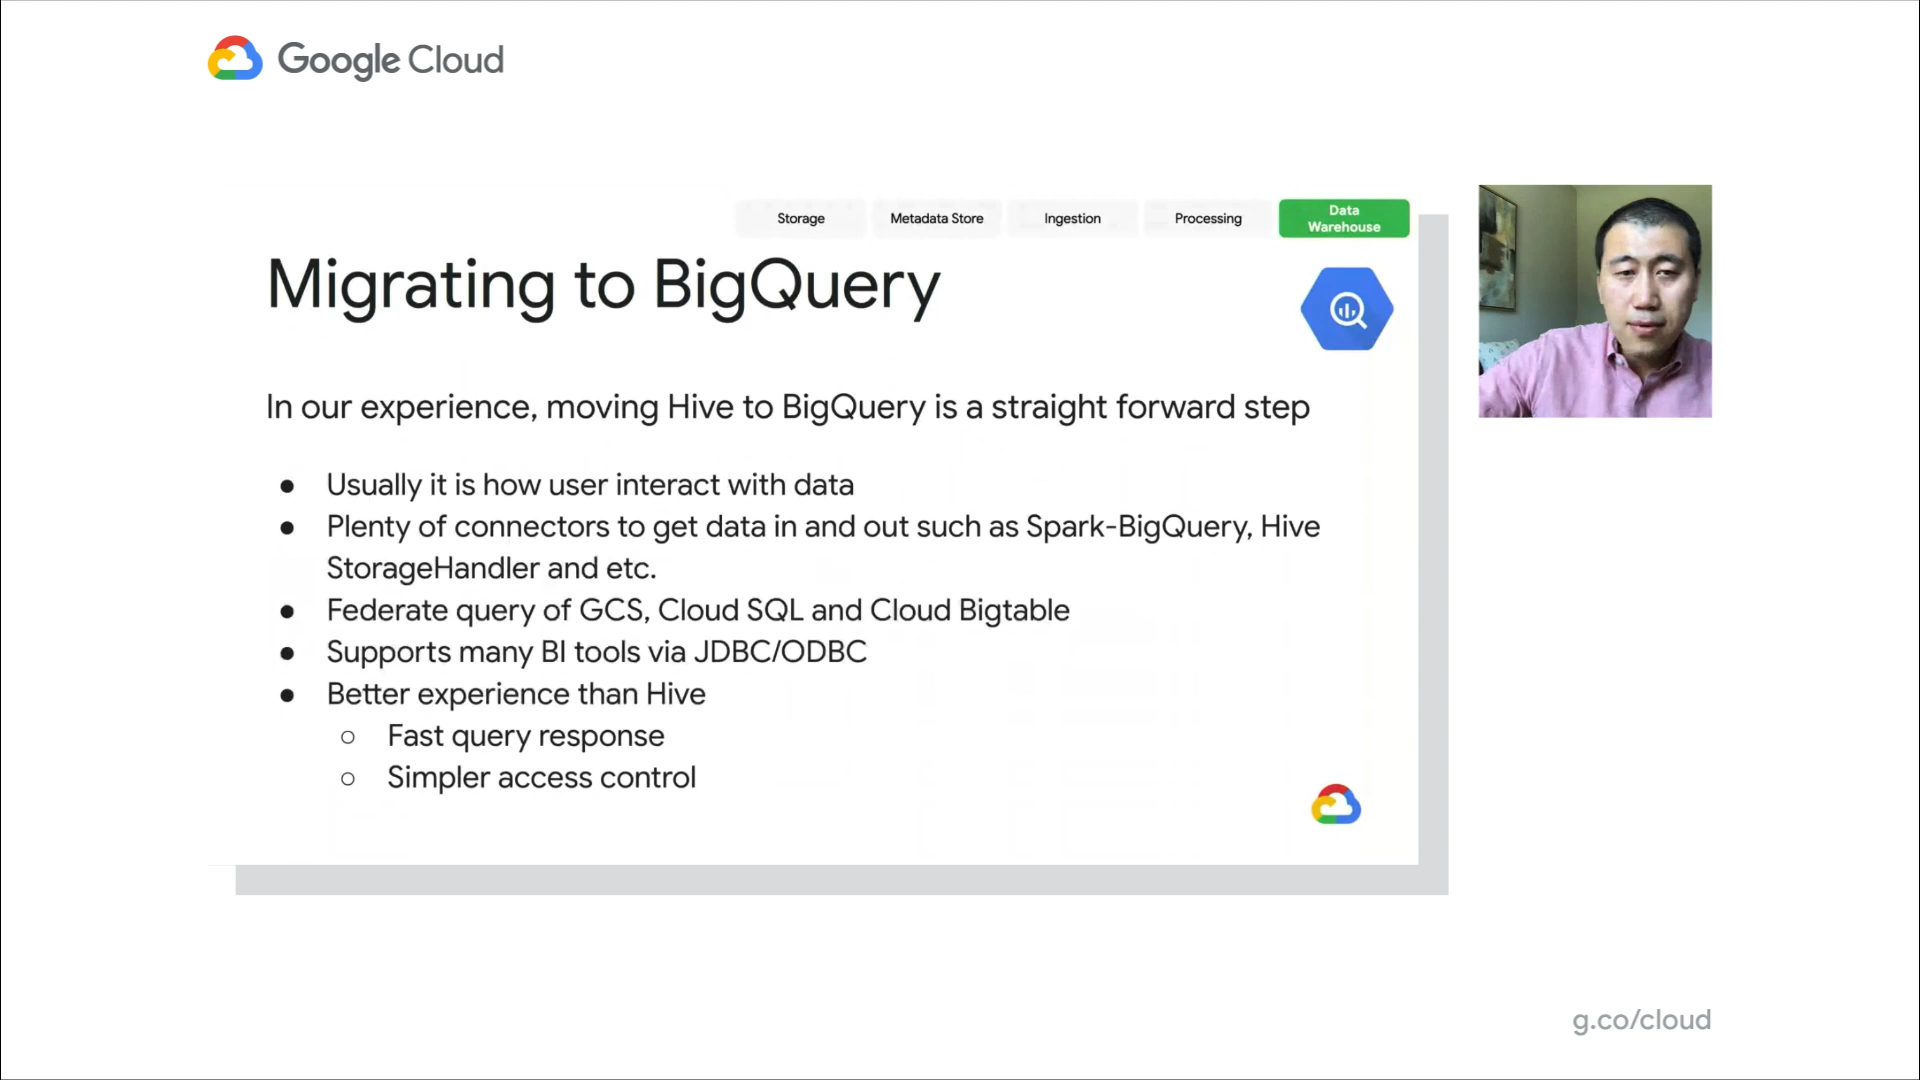 Google Cloud
Storage
Metadata Store
Ingestion
Processing
Data
Warehouse
Migrating to BigQuery
In our experience, moving Hive to BigQuery is a straight forward step
● Usually it is how user interact with data
● Plenty of connectors to get data in and out such as Spark-BigQuery, Hive
StorageHandler and etc.
● Federate query of GCS, Cloud SQL and Cloud Bigtable
● Supports many BI tools via JDBC/ODBC
● Better experience than Hive
○ Fast query response
○ Simpler access control
g.co/cloud